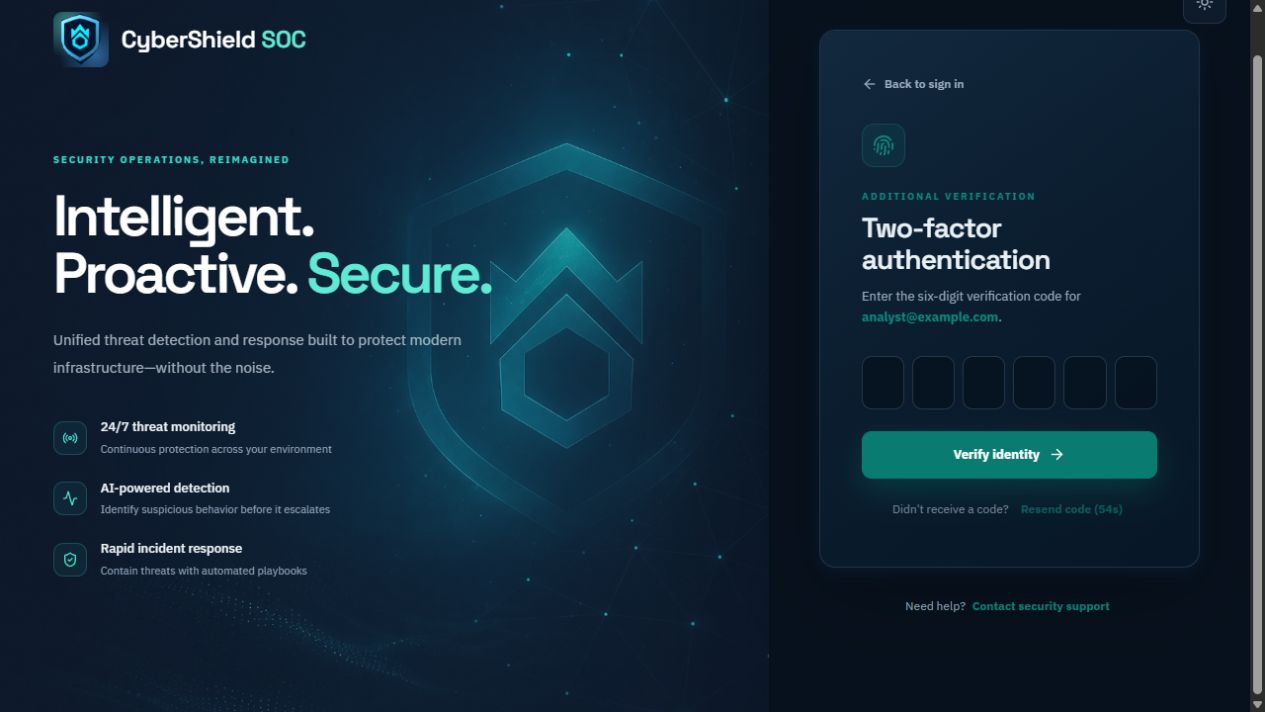 CyberShield SOC
SECURITY OPERATIONS, REIMAGINED
Intelligent.
Proactive. Secure.
Unified threat detection and response built to protect modern
infrastructure—without the noise.
24/7 threat monitoring
Continuous protection across your environment
AI-powered detection
Identify suspicious behavior before it escalates
Rapid incident response
Contain threats with automated playbooks
Back to sign in
ADDITIONAL VERIFICATION
Two-factor
authentication
Enter the six-digit verification code for
analyst@example.com.
Verify identity
Didn't receive a code? Resend code (54s)
Need help? Contact security support